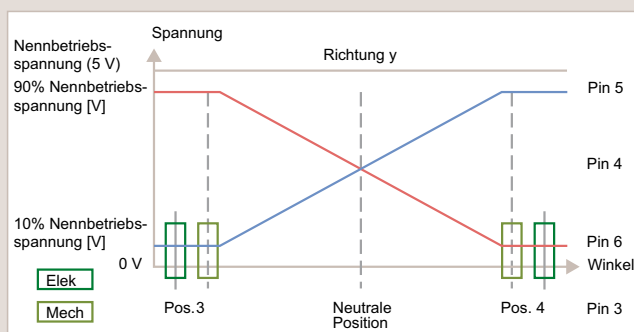 Spannung
Nennbetriebs-
spannung (5 V)
Richtung y
90% Nennbetriebs-
spannung [V]
Pin 5
Pin 4
10% Nennbetriebs-
spannung [V]
Pin 6
0 V
Winkel
Elek
Mech
Pos.3
Neutrale
Position
Pos. 4
Pin 3